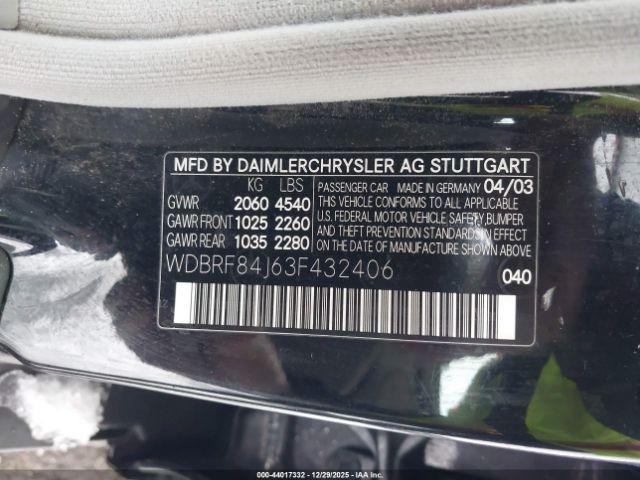 MFD BY DAIMLERCHRYSLER AG STUTTGART
KG LBS
GVWR 2060 4540
GAWR FRONT 1025 2260
GAWR REAR 1035 2280
PASSENGER CAR MADE IN GERMANY 04/03
THIS VEHICLE CONFORMS TO ALL APPLICABLE
U.S. FEDERAL MOTOR VEHICLE SAFETY, BUMPER
AND THEFT PREVENTION STANDARDS IN
EFFECT ON THE DATE OF MANUFACTURE SHOWN ABOVE
WDBRF84J63F432406
040
000-44017332 - 12/29/2025 - IAAI.CA